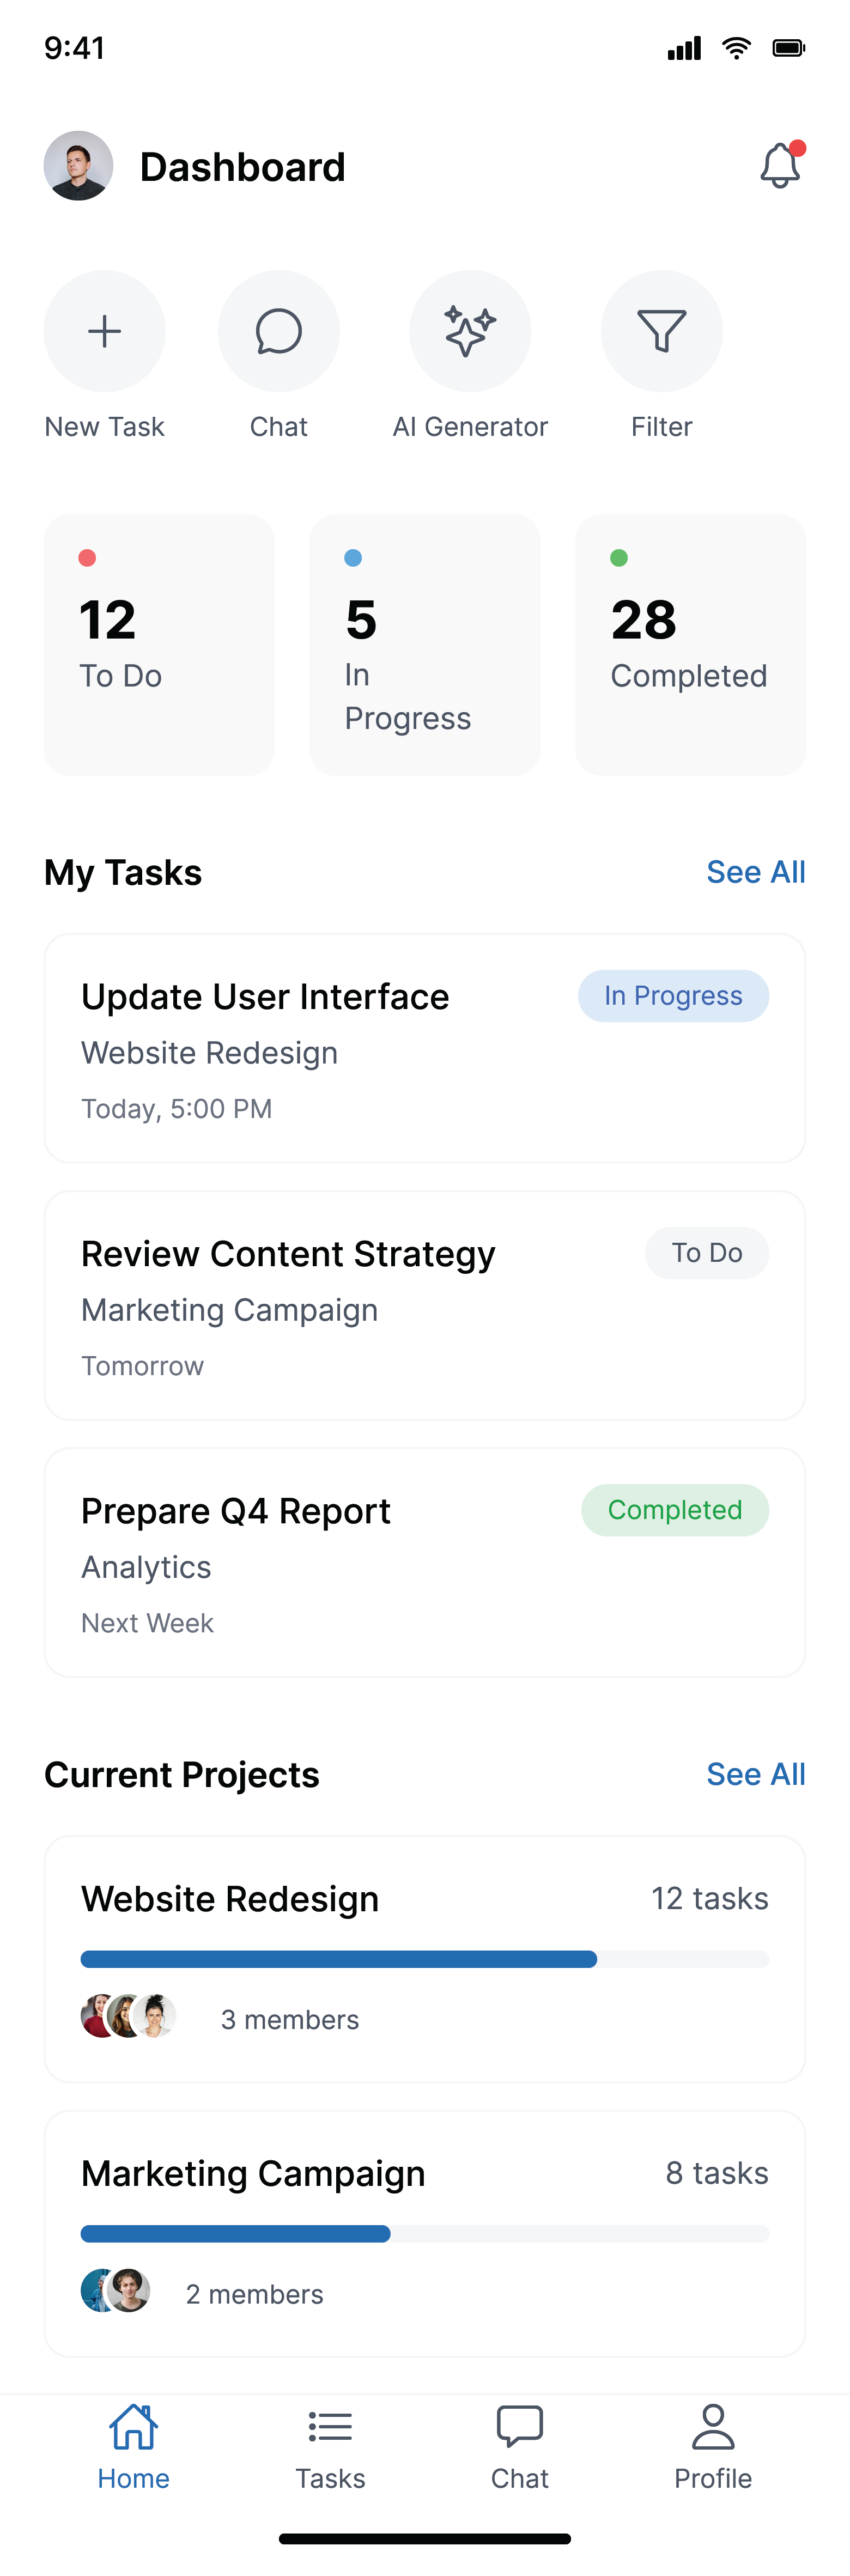 9:41
Dashboard
New Task
Chat
AI Generator
Filter
12
To Do
5
In
Progress
28
Completed
My Tasks
See All
Update User Interface
In Progress
Website Redesign
Today, 5:00 PM
Review Content Strategy
To Do
Marketing Campaign
Tomorrow
Prepare Q4 Report
Completed
Analytics
Next Week
Current Projects
See All
Website Redesign
12 tasks
3 members
Marketing Campaign
8 tasks
2 members
Home
Tasks
Chat
Profile